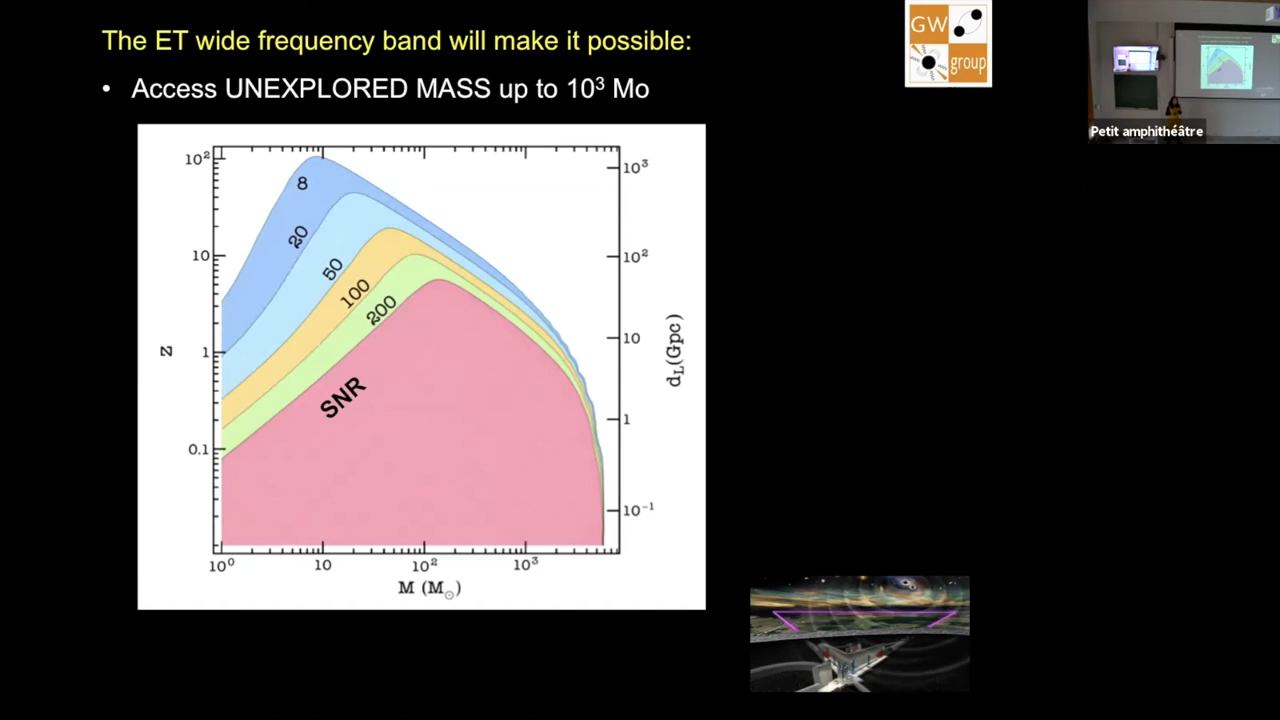 The ET wide frequency band will make it possible:
• Access UNEXPLORED MASS up to 10³ Mo
GW
group
Petit amphithéâtre
10²
10
1
0.1
z
8
20
50
100
200
SNR
10³
10²
10
1
10⁻¹
d_L(Gpc)
10⁰
10
10²
10³
M (M☉)